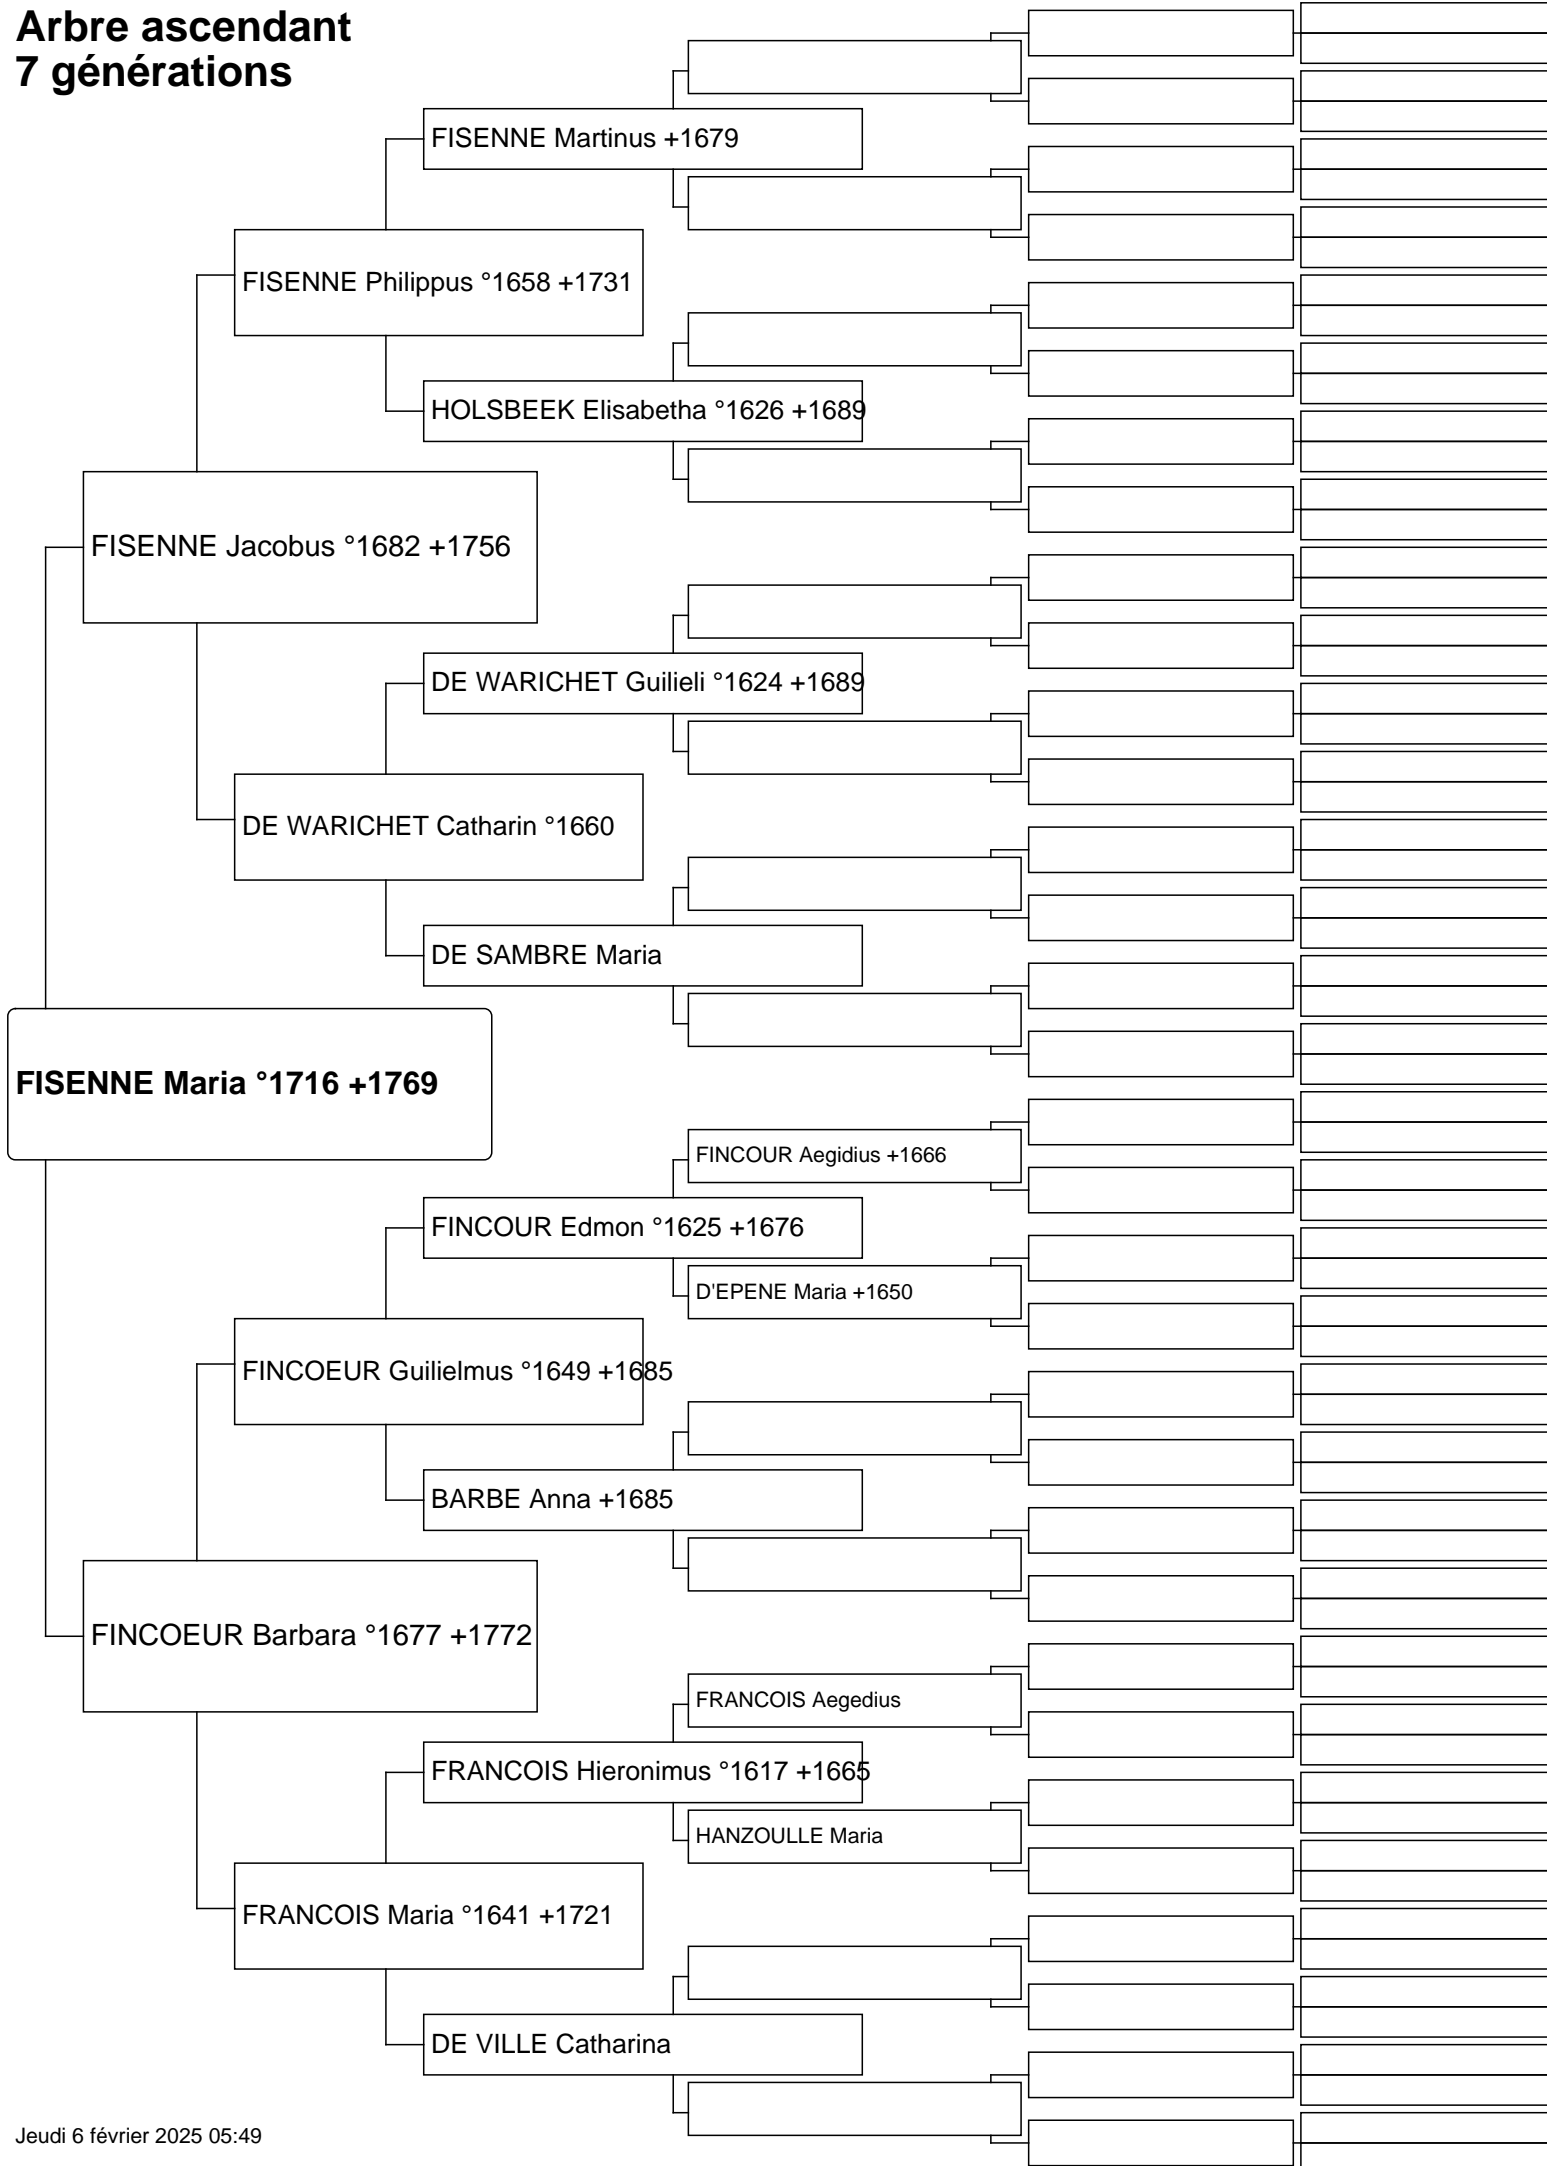 Arbre ascendant
7 générations
FISENNE Martinus +1679
FISENNE Philippus °1658 +1731
HOLSBEEK Elisabetha °1626 +1689
FISENNE Jacobus °1682 +1756
DE WARICHET Guilieli °1624 +1689
DE WARICHET Catharin °1660
DE SAMBRE Maria
FISENNE Maria °1716 +1769
FINCOUR Aegidius +1666
FINCOUR Edmon °1625 +1676
D'EPENE Maria +1650
FINCOEUR Guilielmus °1649 +1685
BARBE Anna +1685
FINCOEUR Barbara °1677 +1772
FRANCOIS Aegedius
FRANCOIS Hieronimus °1617 +1665
HANZOULLE Maria
FRANCOIS Maria °1641 +1721
DE VILLE Catharina
Jeudi 6 février 2025 05:49